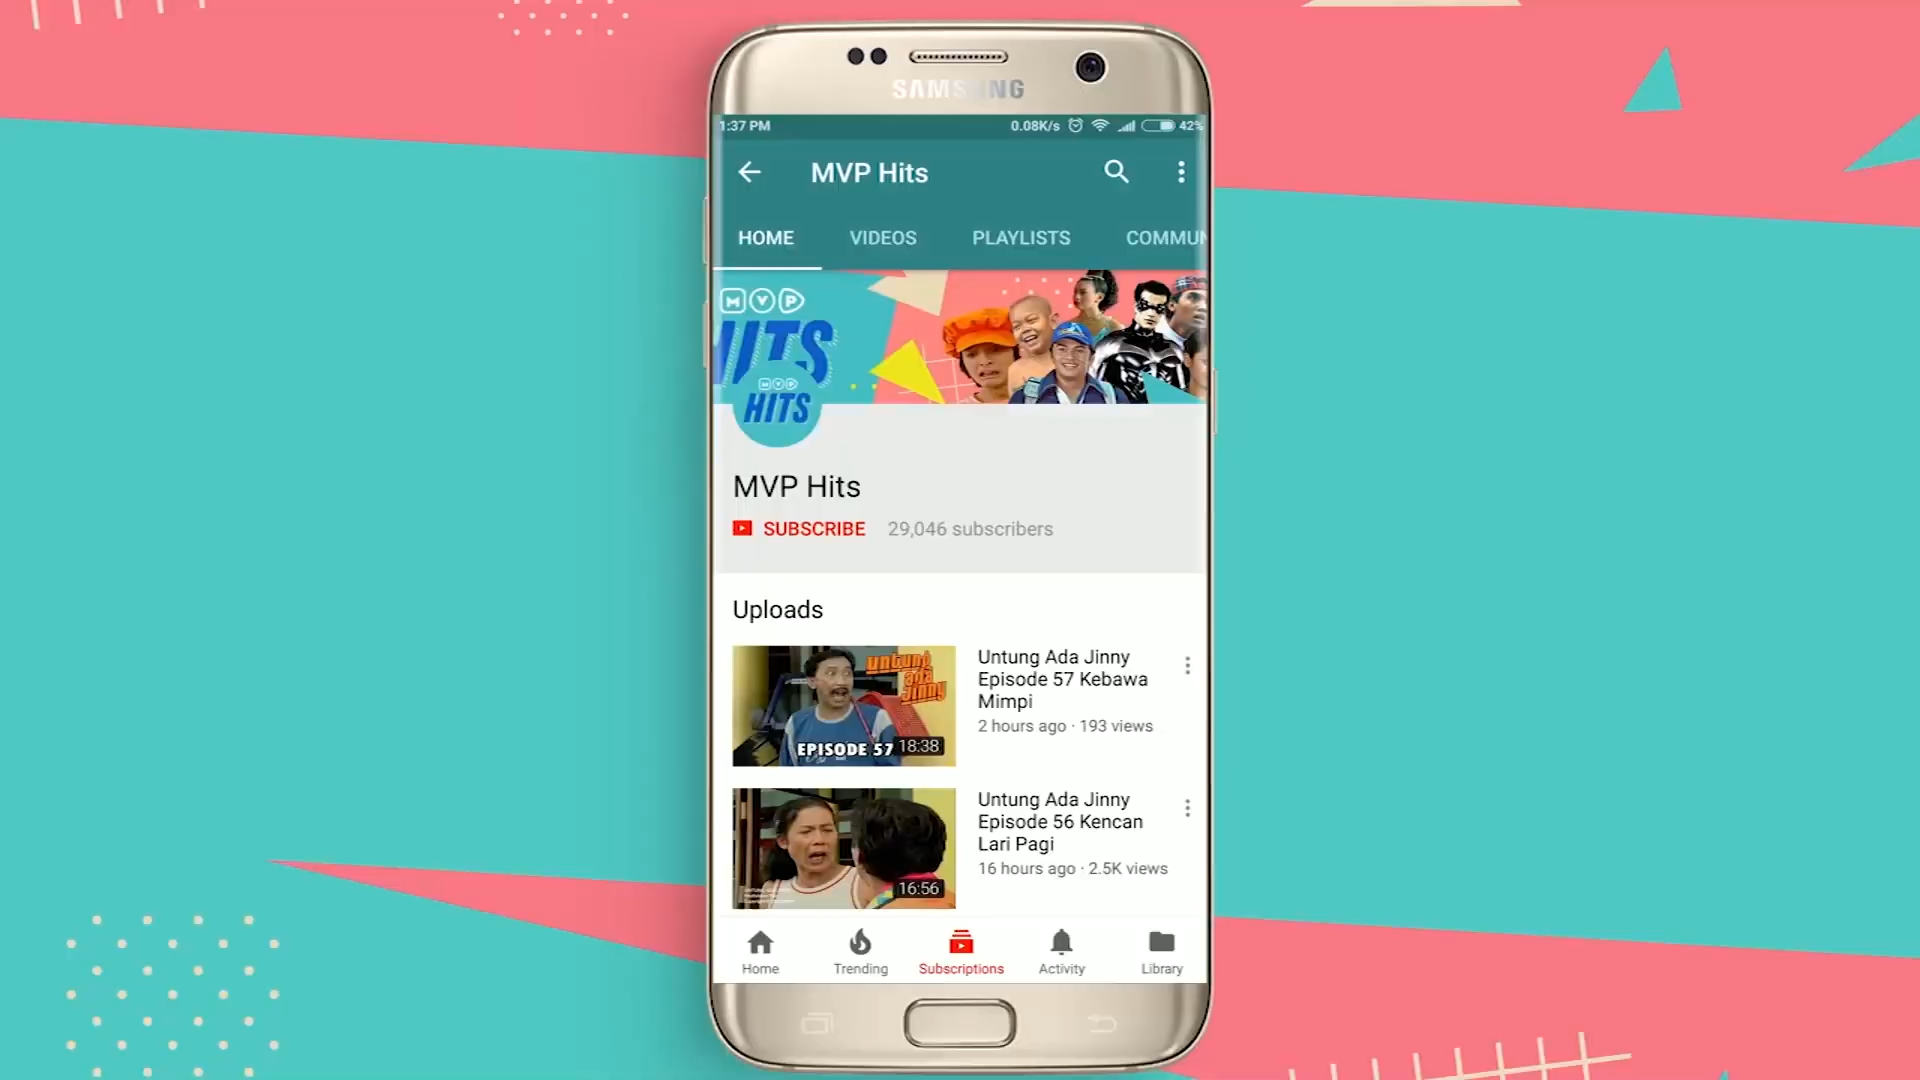 SAMSUNG
1:37 PM 0.08K/s 42%
MVP Hits
HOME VIDEOS PLAYLISTS COMMUN
MVP
HITS
MVP
HITS
MVP Hits
SUBSCRIBE 29,046 subscribers
Uploads
untung
ada
jinny
EPISODE 57 18:38
Untung Ada Jinny
Episode 57 Kebawa
Mimpi
2 hours ago · 193 views
16:56
Untung Ada Jinny
Episode 56 Kencan
Lari Pagi
16 hours ago · 2.5K views
Home Trending Subscriptions Activity Library